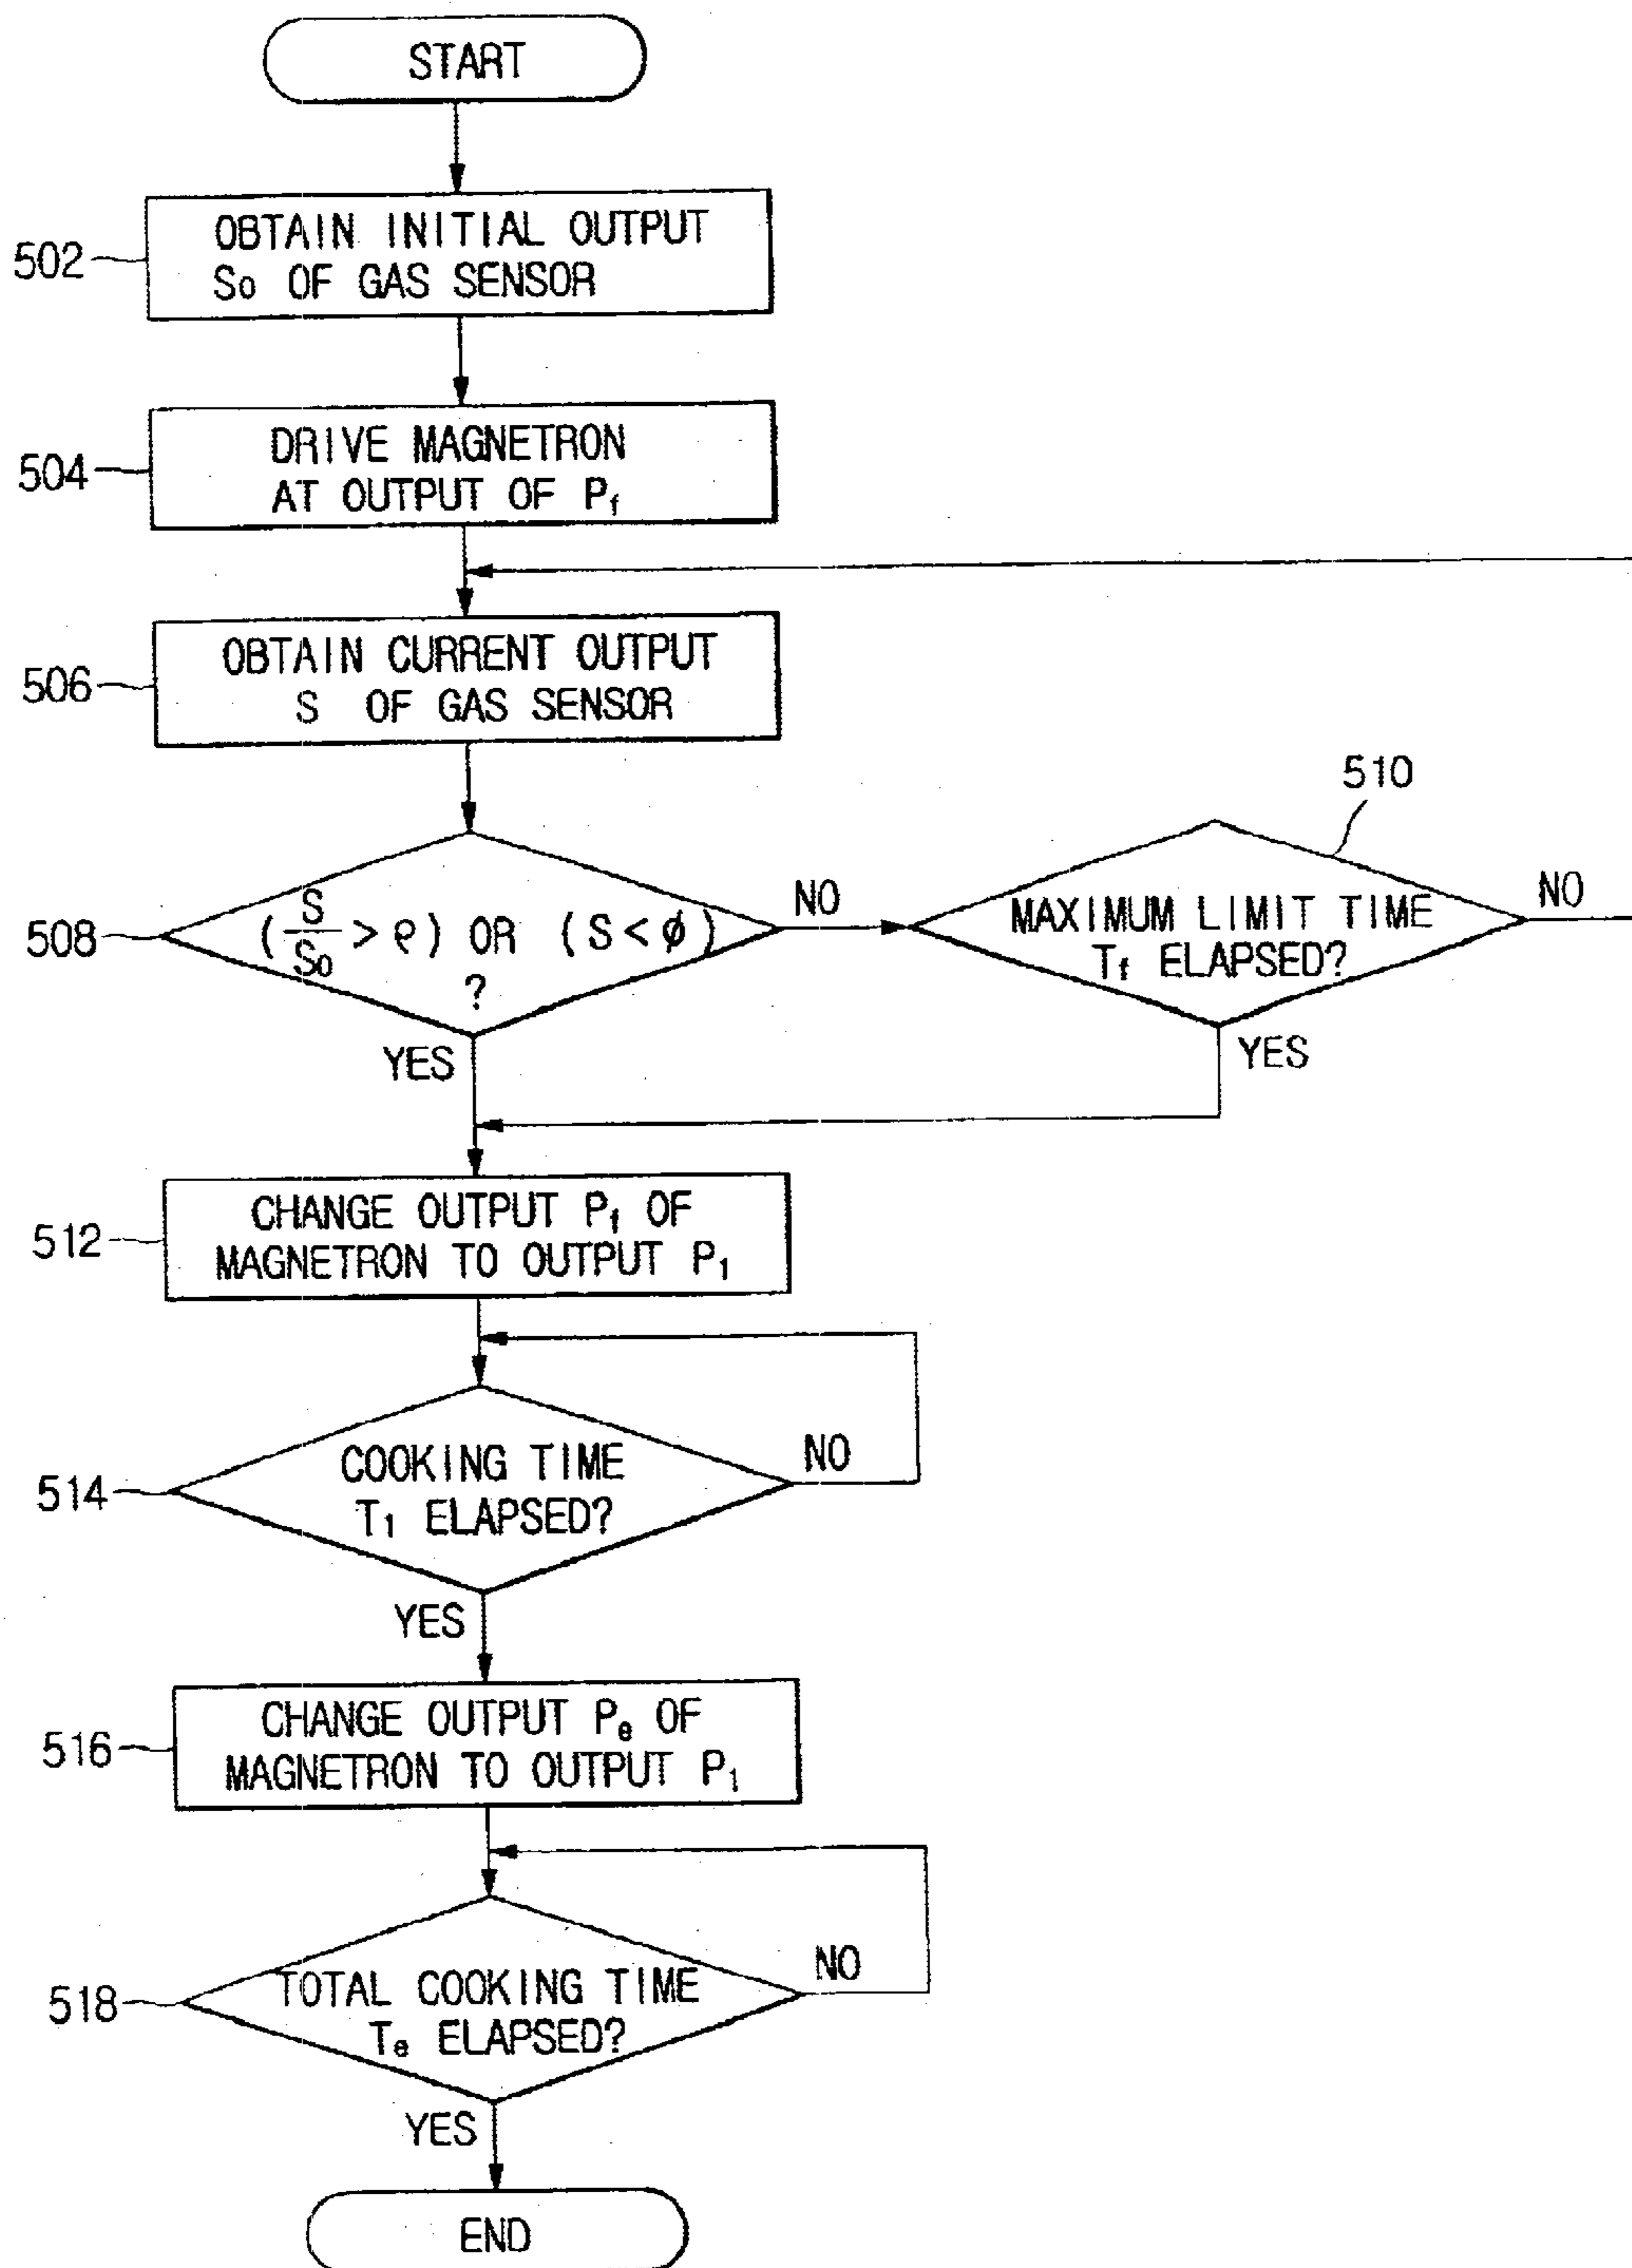 START
502
OBTAIN INITIAL OUTPUT
S₀ OF GAS SENSOR
504
DRIVE MAGNETRON
AT OUTPUT OF Pf
506
OBTAIN CURRENT OUTPUT
S OF GAS SENSOR
508
(S/S₀ > ρ) OR (S < φ)
?
NO
YES
510
MAXIMUM LIMIT TIME
Tf ELAPSED?
NO
YES
512
CHANGE OUTPUT Pf OF
MAGNETRON TO OUTPUT P₁
514
COOKING TIME
T₁ ELAPSED?
NO
YES
516
CHANGE OUTPUT Pe OF
MAGNETRON TO OUTPUT P₁
518
TOTAL COOKING TIME
Te ELAPSED?
NO
YES
END